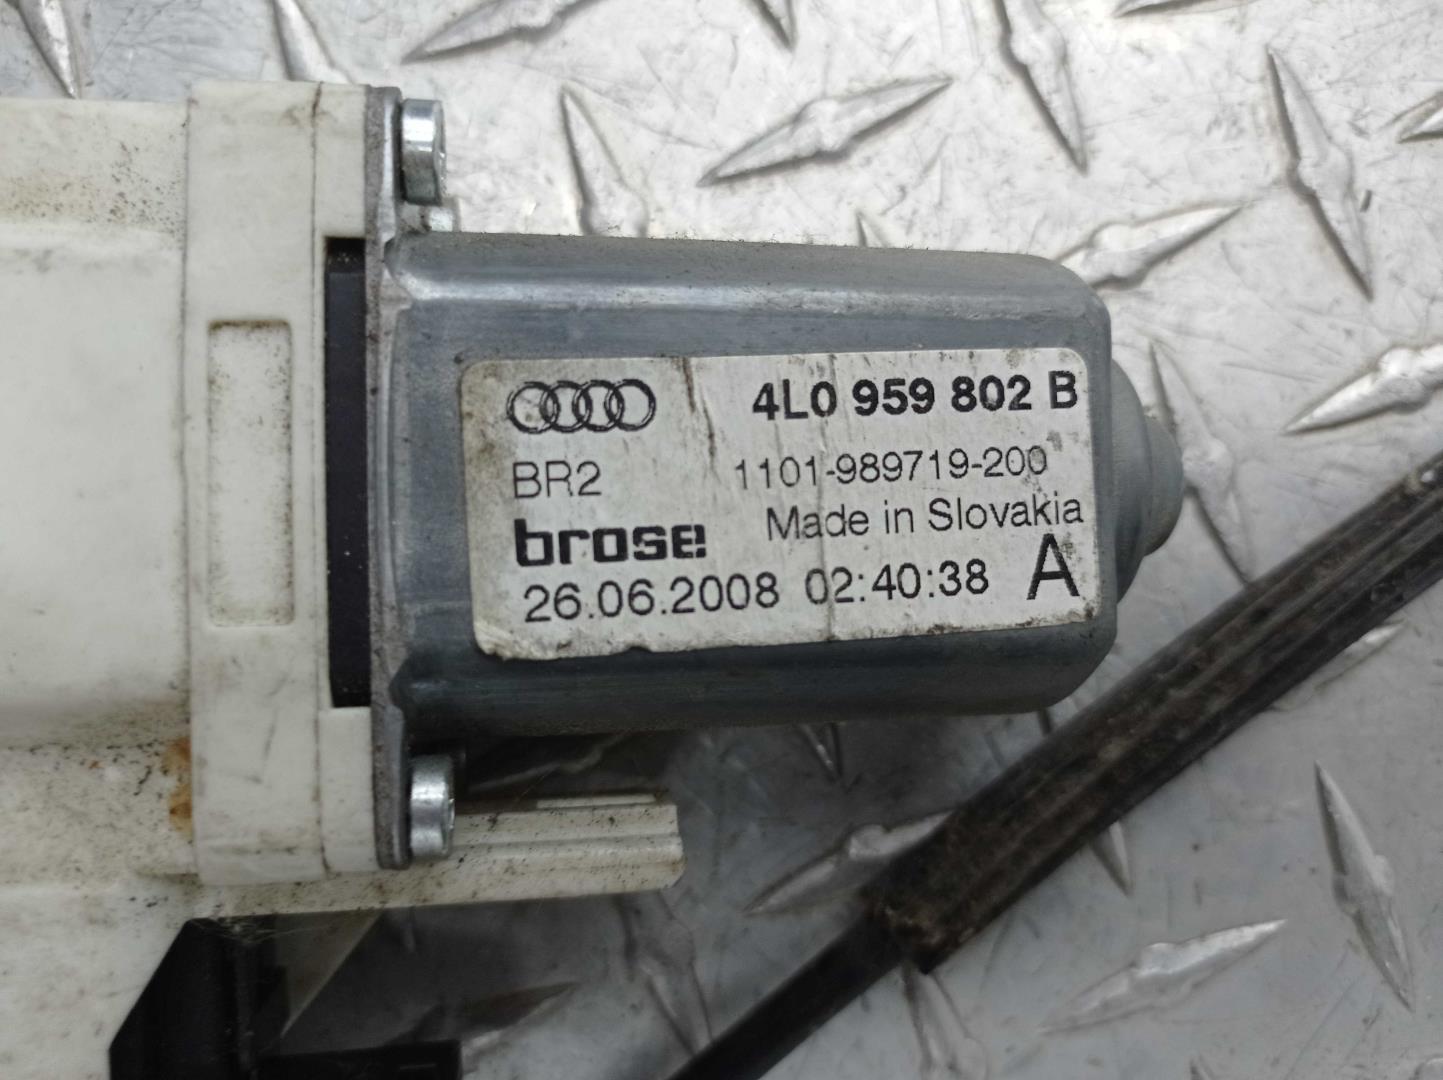 4L0 959 802 B
BR2 1101-989719-200
Made in Slovakia
brose
26.06.2008 02:40:38 A